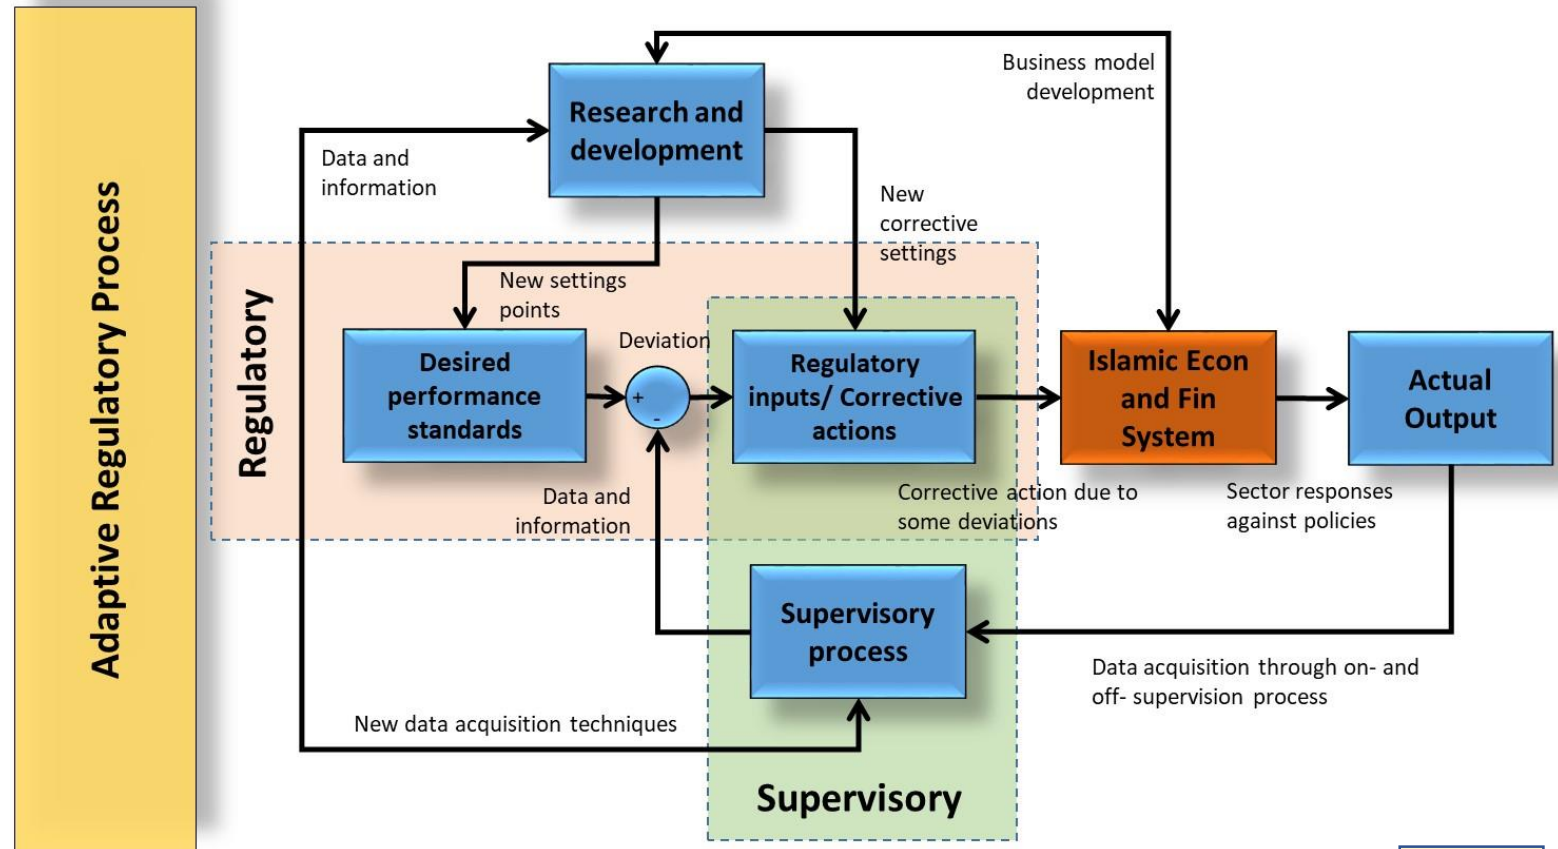 Adaptive Regulatory Process
Business model
development
Research and
development
Data and
information
New
corrective
settings
Regulatory
New settings
points
Deviation
Desired
performance
standards
+
-
Regulatory
inputs/ Corrective
actions
Islamic Econ
and Fin
System
Actual
Output
Data and
information
Corrective action due to
some deviations
Sector responses
against policies
Supervisory
process
Data acquisition through on- and
off- supervision process
New data acquisition techniques
Supervisory